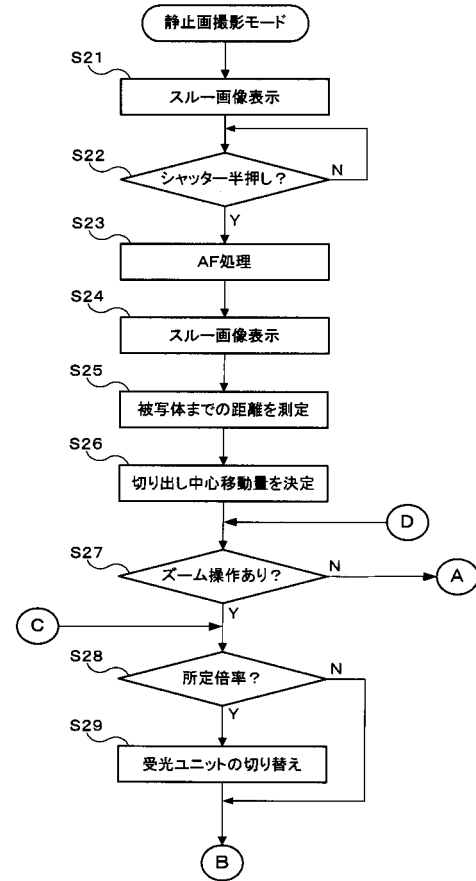 静止画撮影モード
S21
スルー画像表示
S22
シャッター半押し？
N
Y
S23
AF処理
S24
スルー画像表示
S25
被写体までの距離を測定
S26
切り出し中心移動量を決定
D
S27
ズーム操作あり？
N
A
Y
C
S28
所定倍率？
N
Y
S29
受光ユニットの切り替え
B